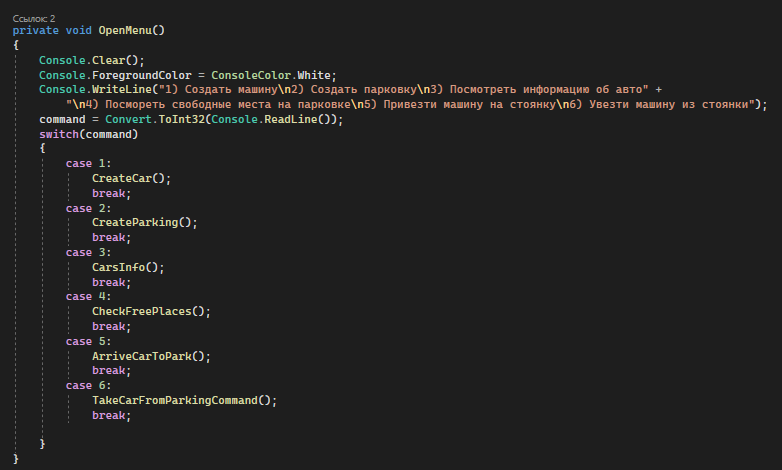 Ссылок: 2
private void OpenMenu()
{
Console.Clear();
Console.ForegroundColor = ConsoleColor.White;
Console.WriteLine("1) Создать машину\n2) Создать парковку\n3) Посмотреть информацию об авто" +
"\n4) Посмореть свободные места на парковке\n5) Привезти машину на стоянку\n6) Увезти машину из стоянки");
command = Convert.ToInt32(Console.ReadLine());
switch(command)
{
case 1:
CreateCar();
break;
case 2:
CreateParking();
break;
case 3:
CarsInfo();
break;
case 4:
CheckFreePlaces();
break;
case 5:
ArriveCarToPark();
break;
case 6:
TakeCarFromParkingCommand();
break;
}
}